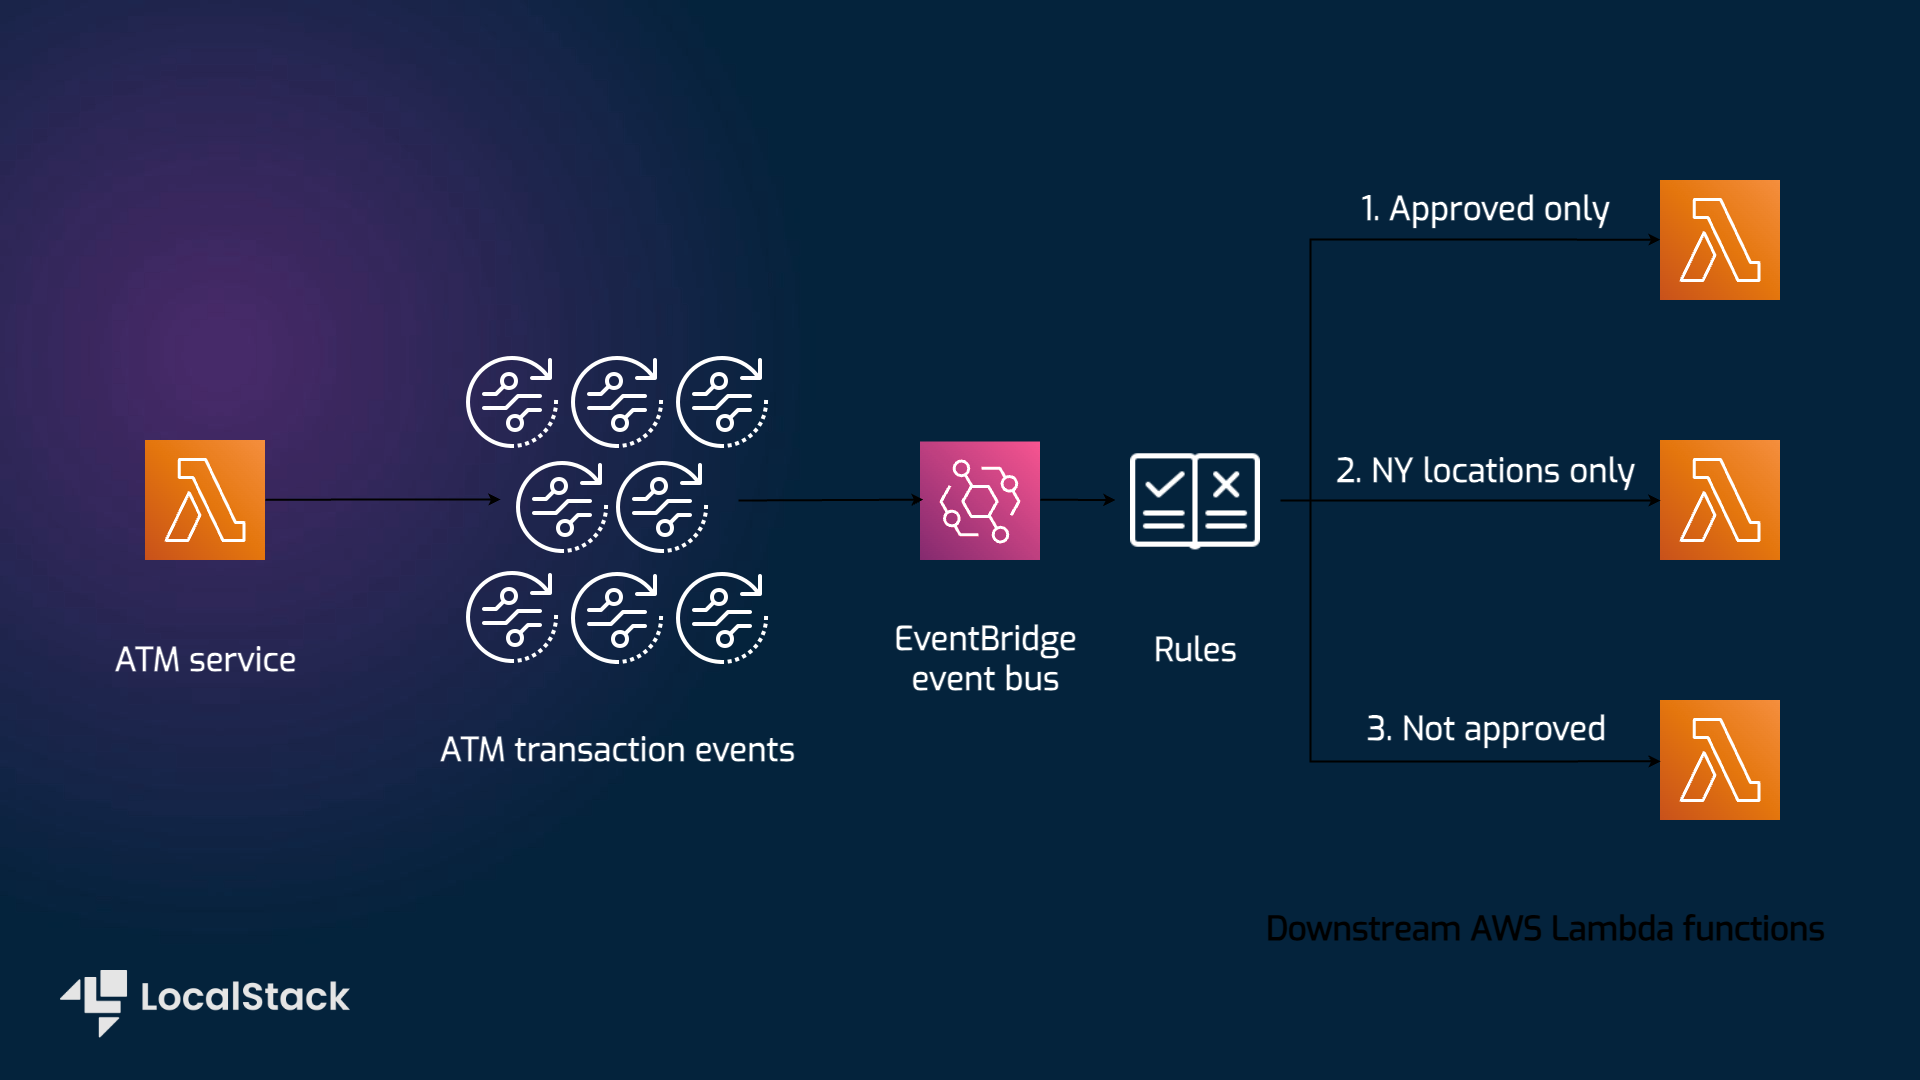 1. Approved only
2. NY locations only
ATM service
EventBridge
event bus
Rules
3. Not approved
ATM transaction events
Downstream AWS Lambda functions
LocalStack